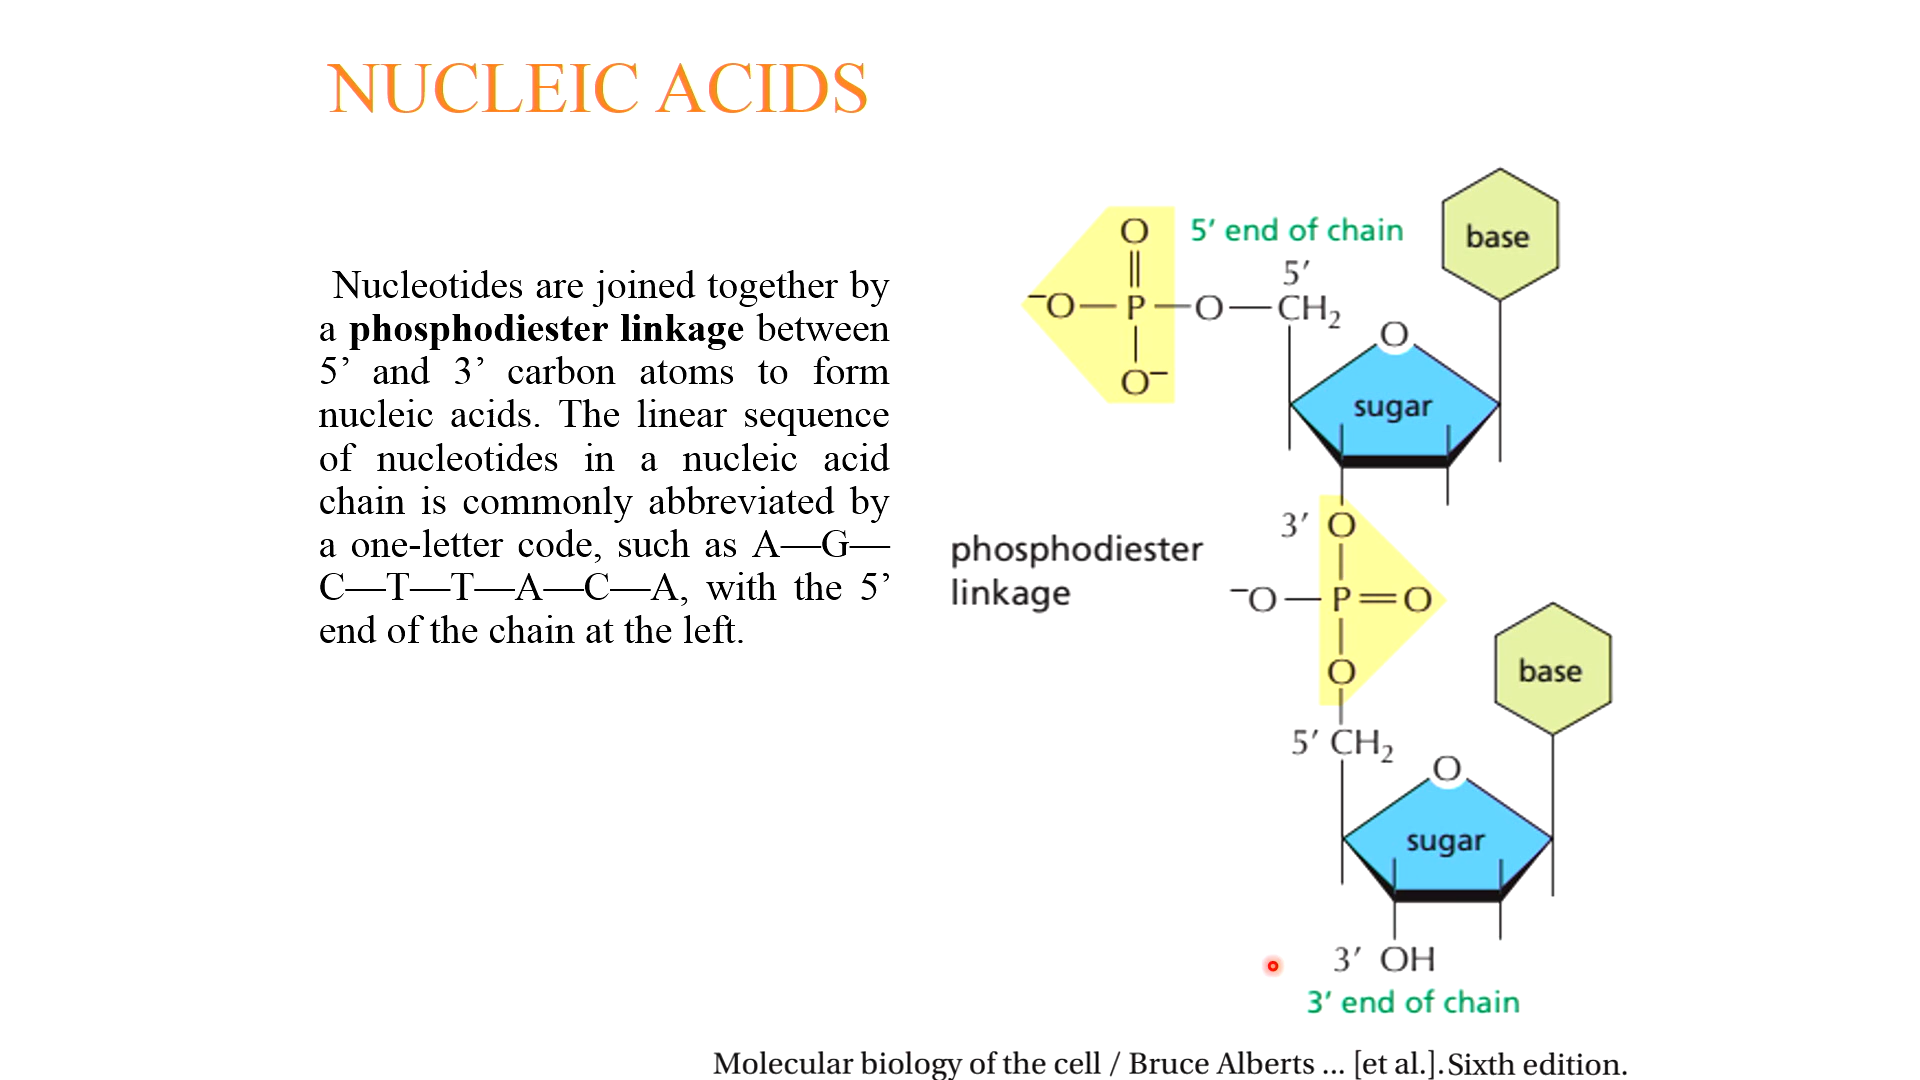 NUCLEIC ACIDS
Nucleotides are joined together by
a phosphodiester linkage between
5’ and 3’ carbon atoms to form
nucleic acids. The linear sequence
of nucleotides in a nucleic acid
chain is commonly abbreviated by
a one-letter code, such as A—G—
C—T—T—A—C—A, with the 5’
end of the chain at the left.
O
5′ end of chain
base
5′
⁻O—P—O—CH₂
O
O⁻
sugar
3′ O
phosphodiester
linkage
⁻O—P=O
O
base
5′ CH₂
O
sugar
3′ OH
3′ end of chain
Molecular biology of the cell / Bruce Alberts ... [et al.]. Sixth edition.